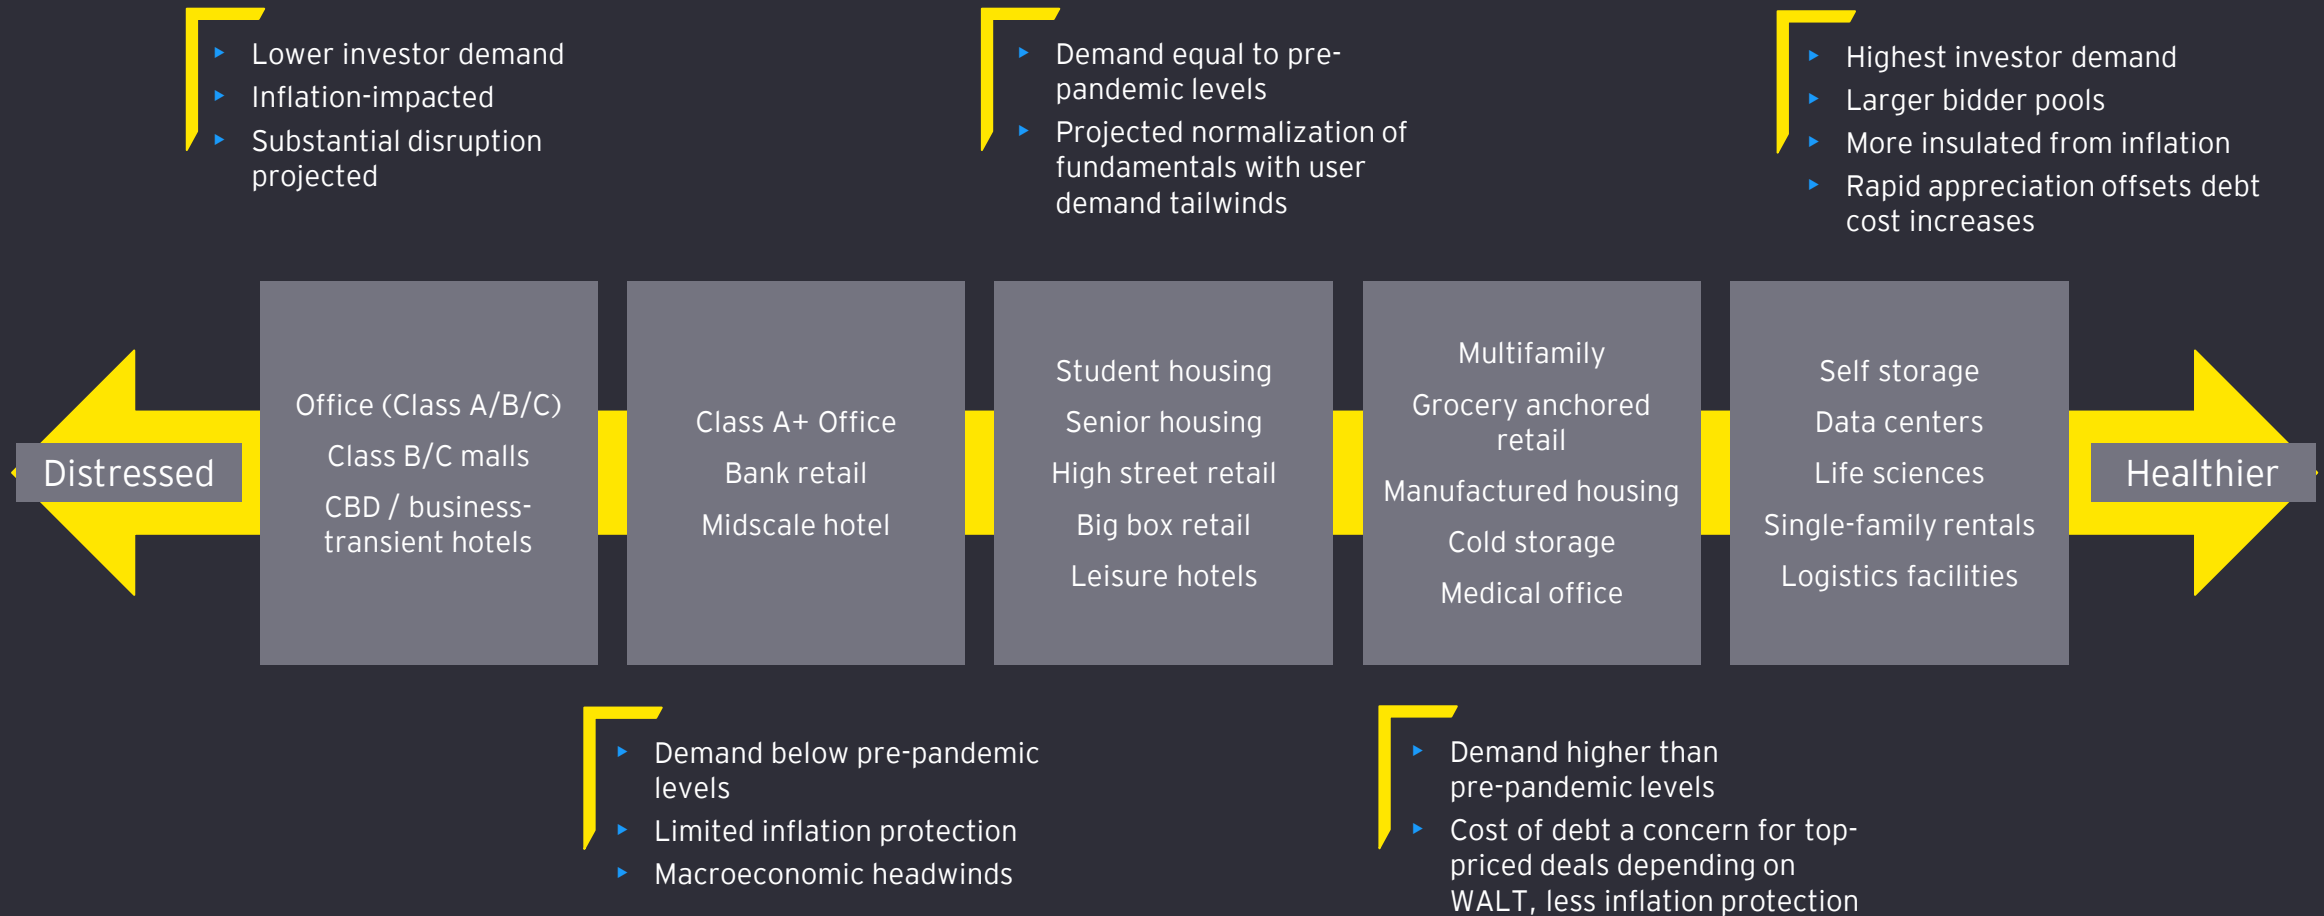 Lower investor demand
Inflation-impacted
Substantial disruption
projected
Demand equal to pre-
pandemic levels
Projected normalization of
fundamentals with user
demand tailwinds
Highest investor demand
Larger bidder pools
More insulated from inflation
Rapid appreciation offsets debt
cost increases
Distressed
Office (Class A/B/C)
Class B/C malls
CBD / business-
transient hotels
Class A+ Office
Bank retail
Midscale hotel
Student housing
Senior housing
High street retail
Big box retail
Leisure hotels
Multifamily
Grocery anchored
retail
Manufactured housing
Cold storage
Medical office
Self storage
Data centers
Life sciences
Single-family rentals
Logistics facilities
Healthier
Demand below pre-pandemic
levels
Limited inflation protection
Macroeconomic headwinds
Demand higher than
pre-pandemic levels
Cost of debt a concern for top-
priced deals depending on
WALT, less inflation protection